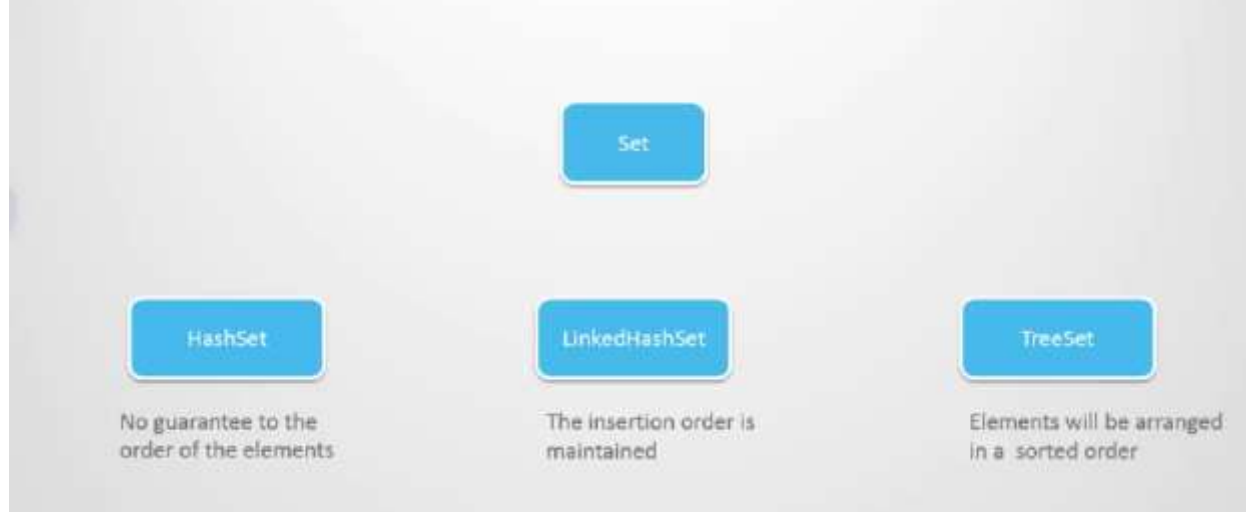 Set
HashSet
LinkedHashSet
TreeSet
No guarantee to the
order of the elements
The insertion order is
maintained
Elements will be arranged
in a sorted order